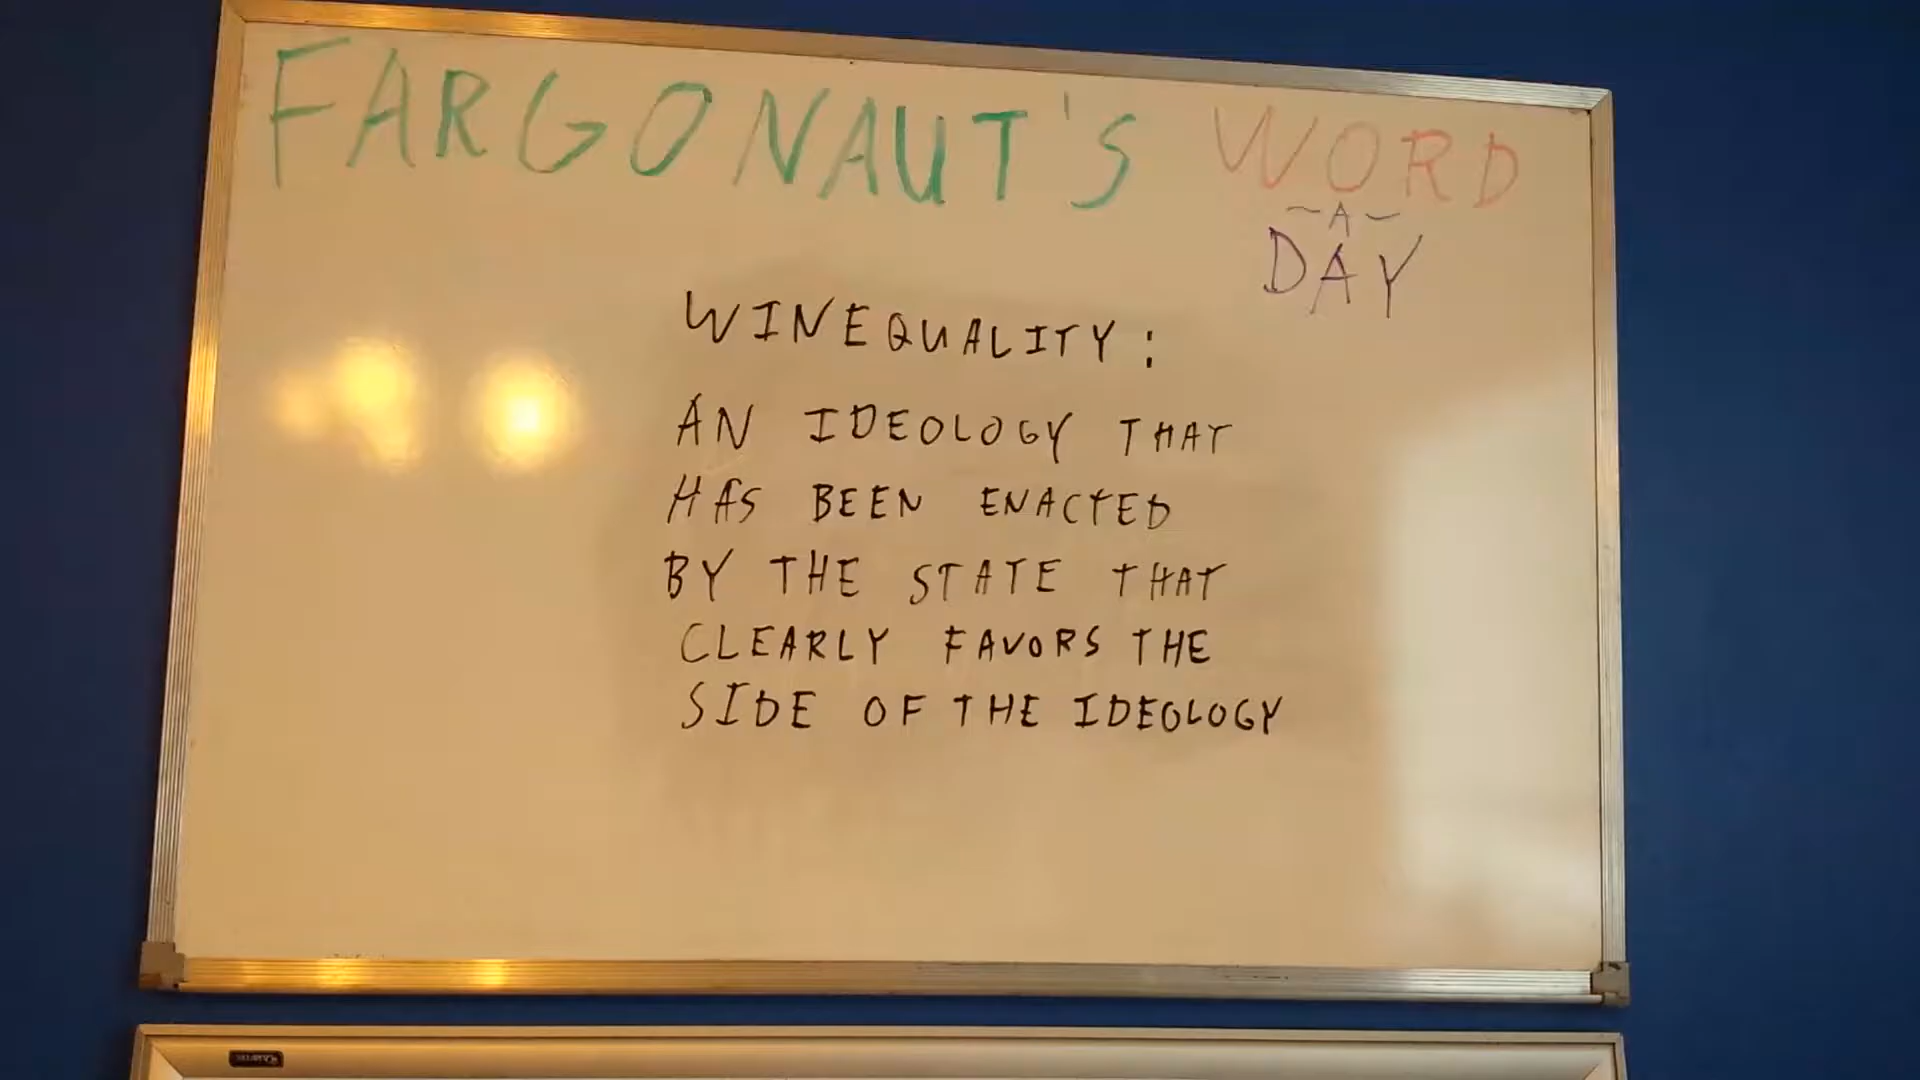 FARGONAUT'S WORD
~A~
DAY
WINEQUALITY:
AN IDEOLOGY THAT
HAS BEEN ENACTED
BY THE STATE THAT
CLEARLY FAVORS THE
SIDE OF THE IDEOLOGY